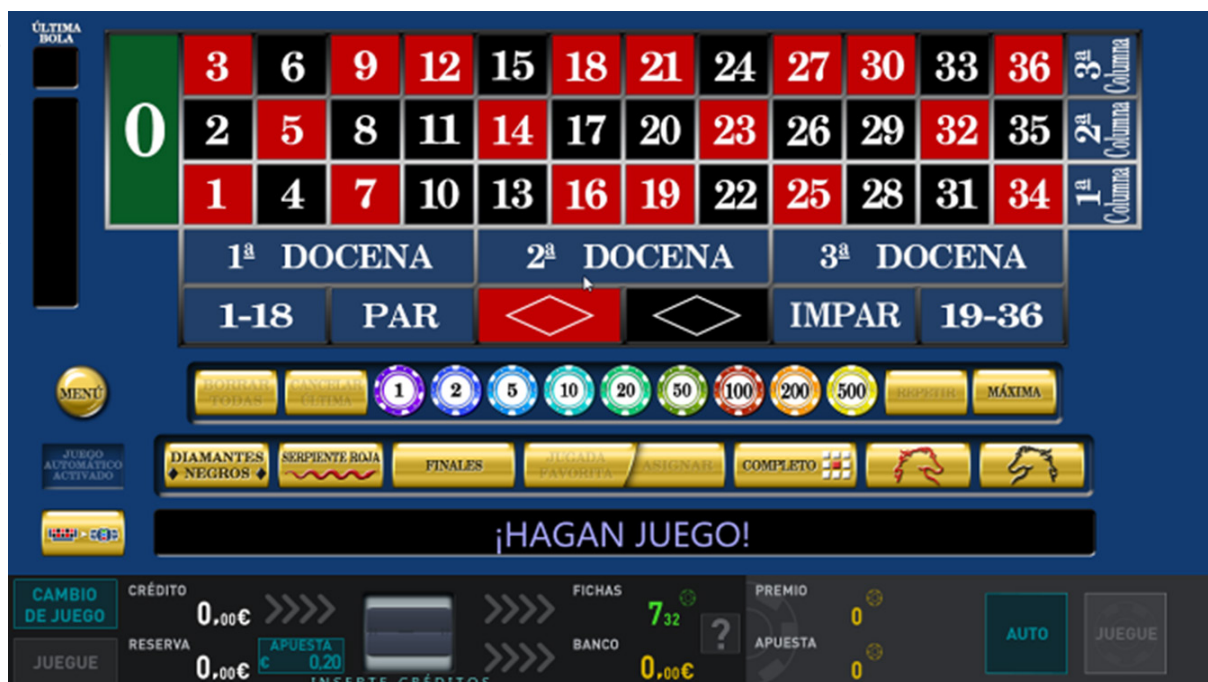 ÚLTIMA
BOLA
0
3 6 9 12 15 18 21 24 27 30 33 36 3ª Columna
2 5 8 11 14 17 20 23 26 29 32 35 2ª Columna
1 4 7 10 13 16 19 22 25 28 31 34 1ª Columna
1ª DOCENA 2ª DOCENA 3ª DOCENA
1-18 PAR IMPAR 19-36
MENÚ
BORRAR
TODAS
CANCELAR
ÚLTIMA
1 2 5 10 20 50 100 200 500
REPETIR
MÁXIMA
JUEGO
AUTOMÁTICO
ACTIVADO
DIAMANTES
NEGROS
SERPIENTE ROJA
FINALES
JUGADA
FAVORITA
ASIGNAR
COMPLETO
¡HAGAN JUEGO!
CAMBIO
DE JUEGO
JUEGUE
CRÉDITO
0,00€
RESERVA
0,00€
APUESTA
€ 0,20
INSERTE CRÉDITOS
FICHAS
7 32
BANCO
0,00€
?
PREMIO
0
APUESTA
0
AUTO
JUEGUE